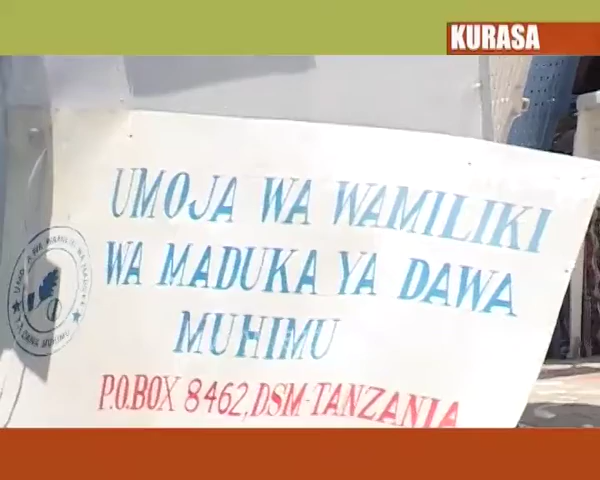 KURASA
UMOJA WA WAMILIKI
WA MADUKA YA DAWA
MUHIMU
P.O.BOX 8462,DSM-TANZANIA